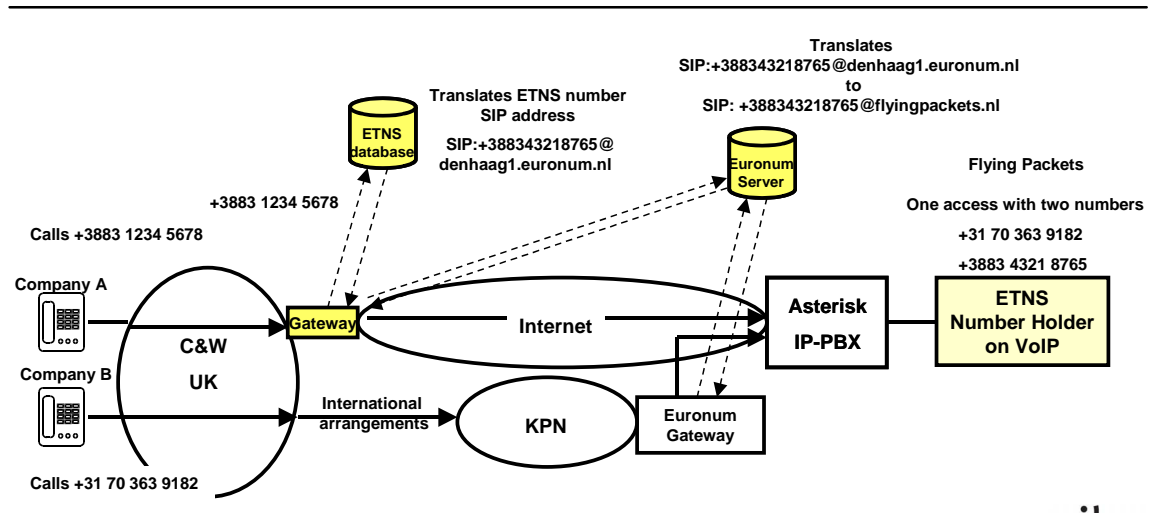 Translates
SIP:+388343218765@denhaag1.euronum.nl
to
SIP: +388343218765@flyingpackets.nl
Translates ETNS number
SIP address
SIP:+388343218765@
denhaag1.euronum.nl
ETNS
database
Euronum
Server
Flying Packets
One access with two numbers
+31 70 363 9182
+3883 4321 8765
+3883 1234 5678
Calls +3883 1234 5678
Company A
Gateway
Internet
Asterisk
IP-PBX
ETNS
Number Holder
on VoIP
C&W
UK
Company B
International
arrangements
KPN
Euronum
Gateway
Calls +31 70 363 9182